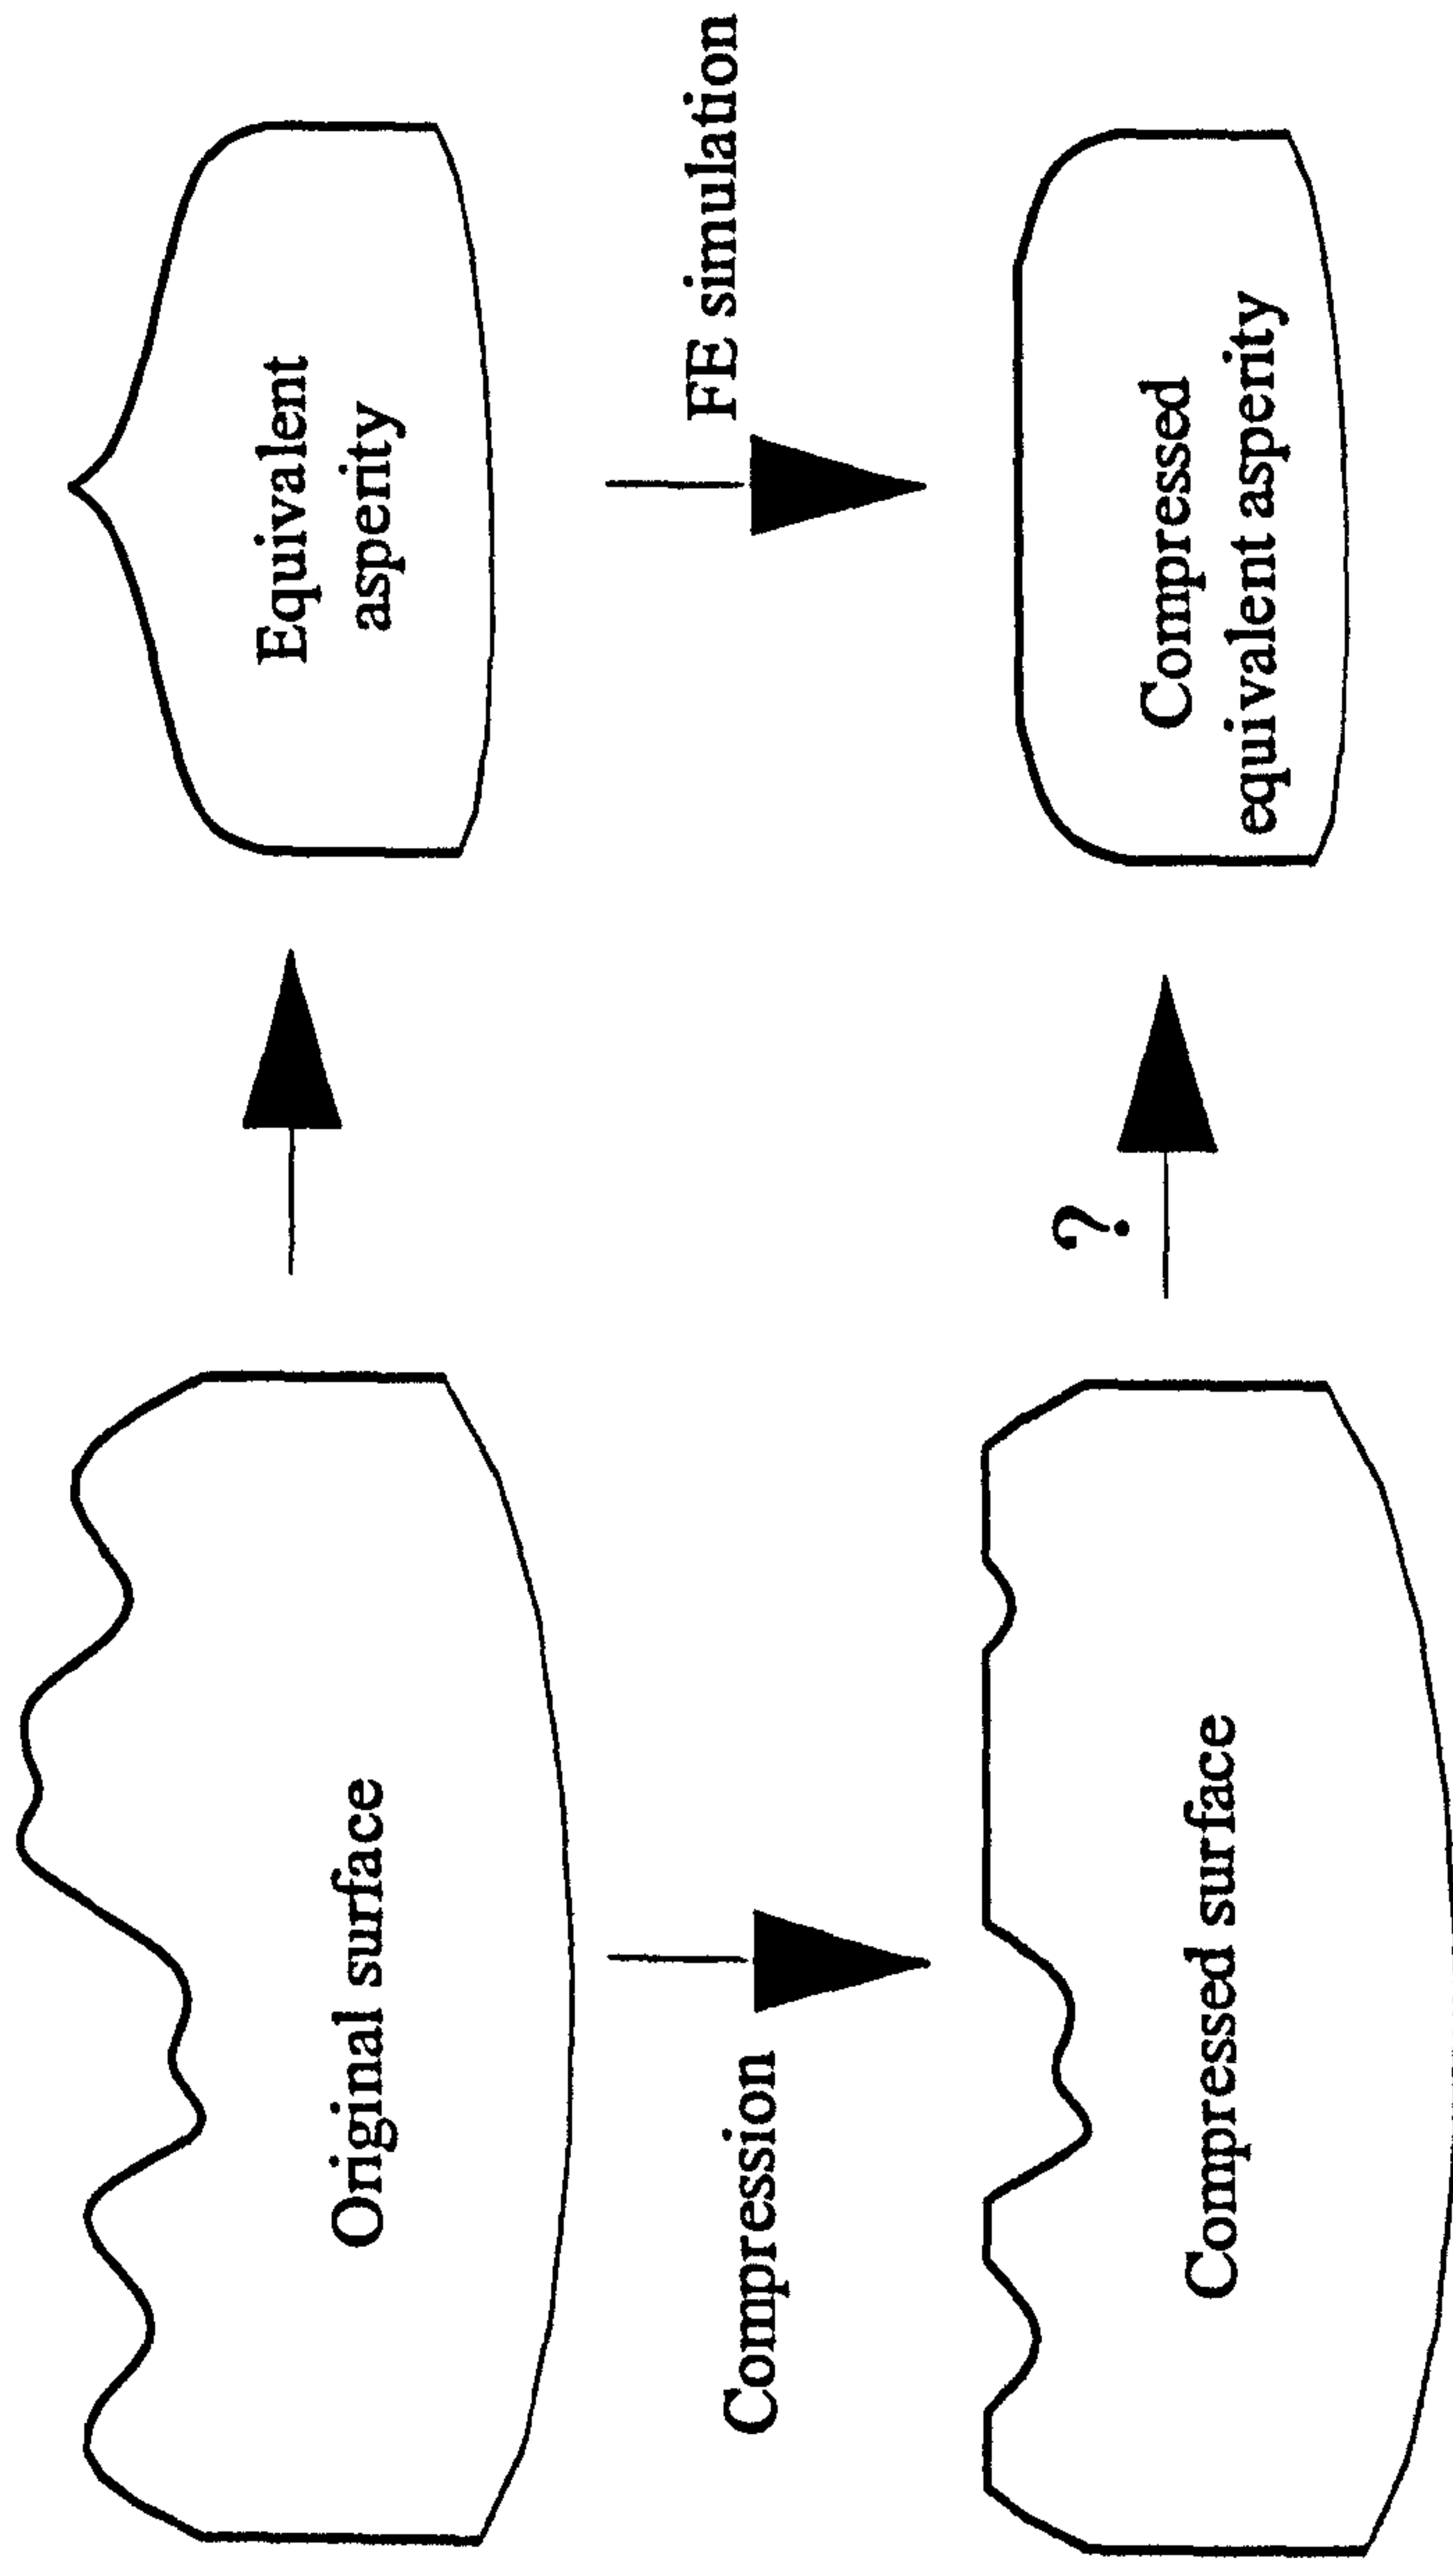 Original surface
Equivalent
asperity
Compression
FE simulation
?
Compressed surface
Compressed
equivalent asperity